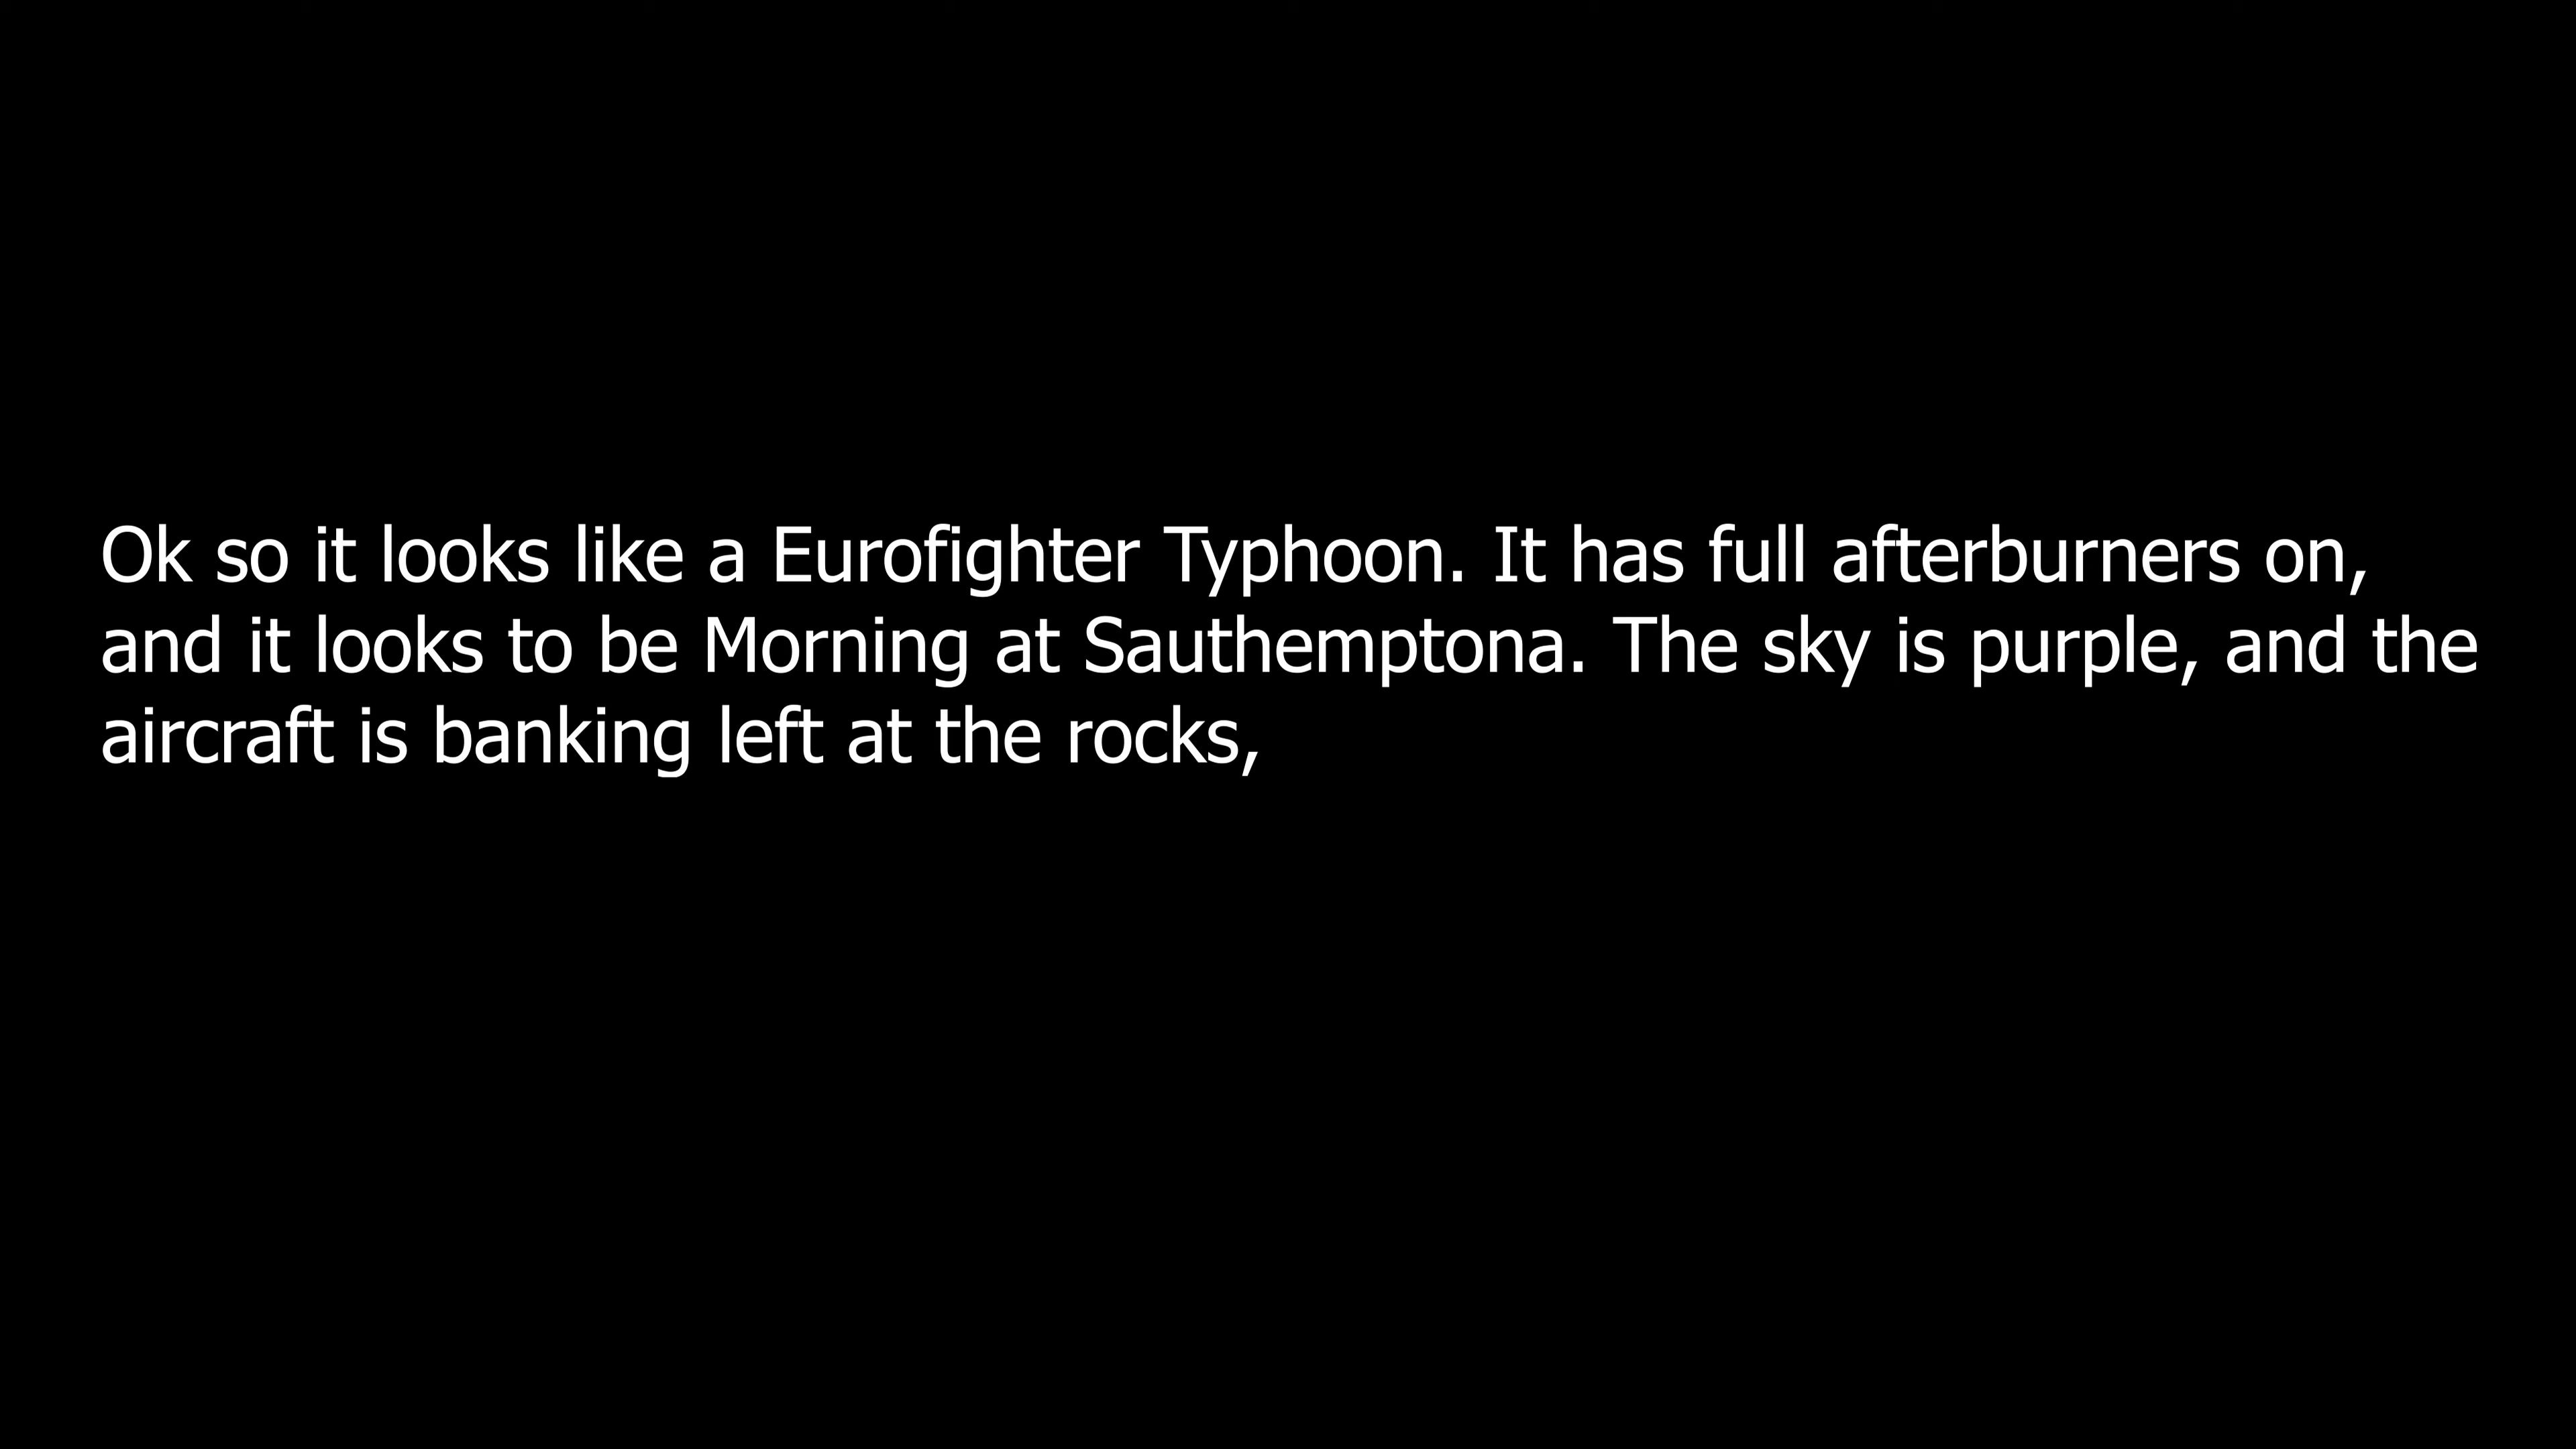 Ok so it looks like a Eurofighter Typhoon. It has full afterburners on,
and it looks to be Morning at Sauthemptona. The sky is purple, and the
aircraft is banking left at the rocks,